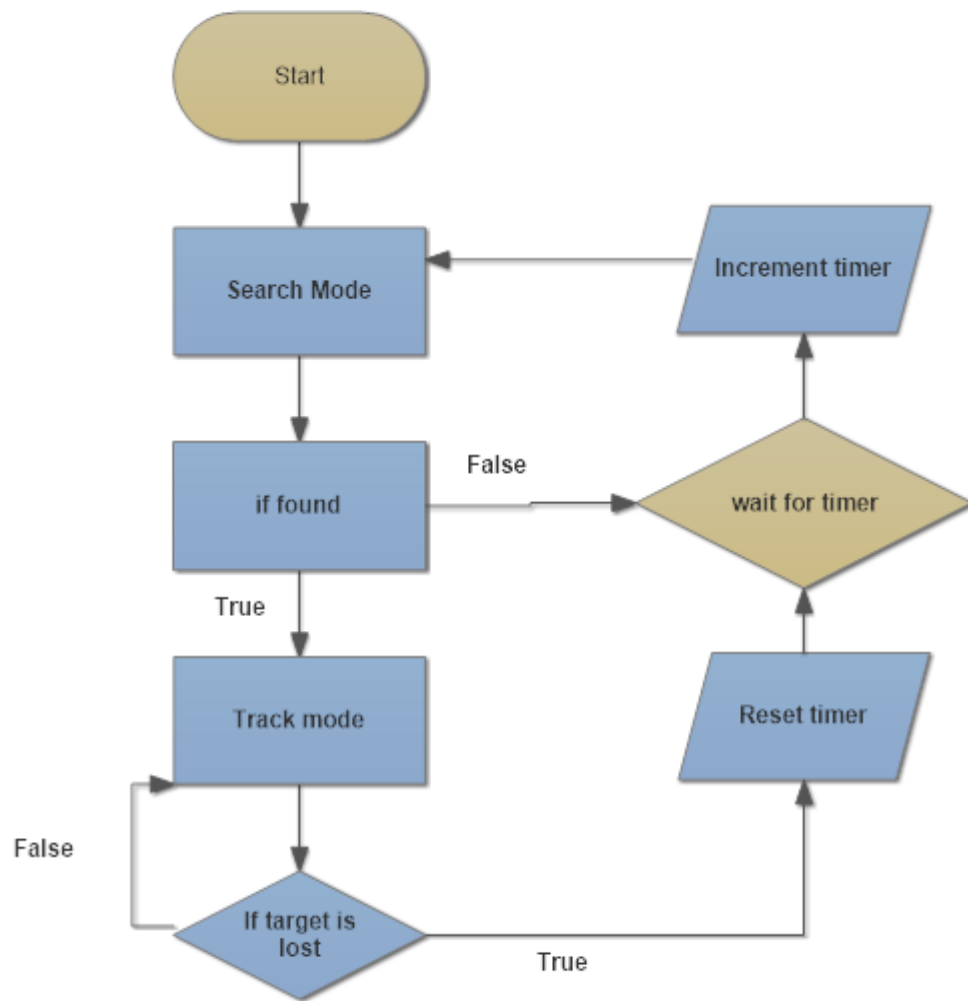 Start
Search Mode
Increment timer
if found
False
wait for timer
True
Track mode
Reset timer
False
If target is
lost
True